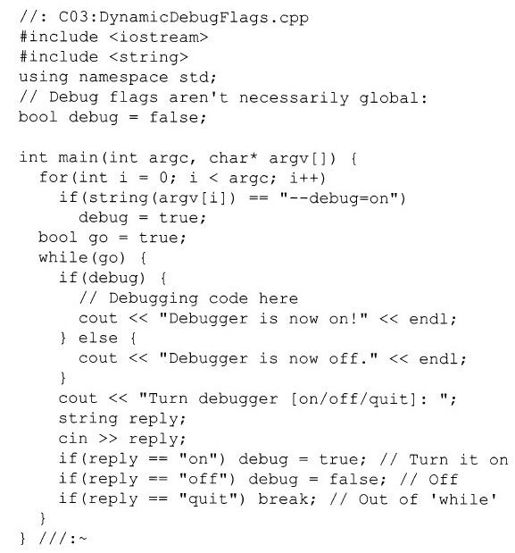 //: C03:DynamicDebugFlags.cpp
#include <iostream>
#include <string>
using namespace std;
// Debug flags aren't necessarily global:
bool debug = false;

int main(int argc, char* argv[]) {
  for(int i = 0; i < argc; i++)
    if(string(argv[i]) == "--debug=on")
      debug = true;
  bool go = true;
  while(go) {
    if(debug) {
      // Debugging code here
      cout << "Debugger is now on!" << endl;
    } else {
      cout << "Debugger is now off." << endl;
    }
    cout << "Turn debugger [on/off/quit]: ";
    string reply;
    cin >> reply;
    if(reply == "on") debug = true; // Turn it on
    if(reply == "off") debug = false; // Off
    if(reply == "quit") break; // Out of 'while'
  }
} ///:~